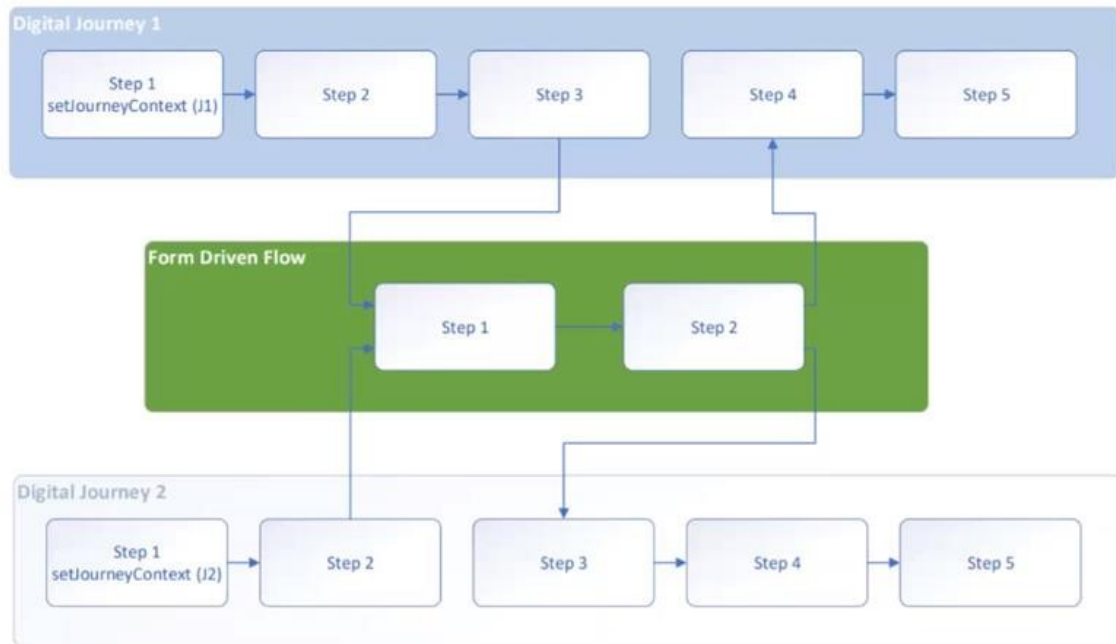 Digital Journey 1
Step 1
setJourneyContext (J1)
Step 2
Step 3
Step 4
Step 5
Form Driven Flow
Step 1
Step 2
Digital Journey 2
Step 1
setJourneyContext (J2)
Step 2
Step 3
Step 4
Step 5